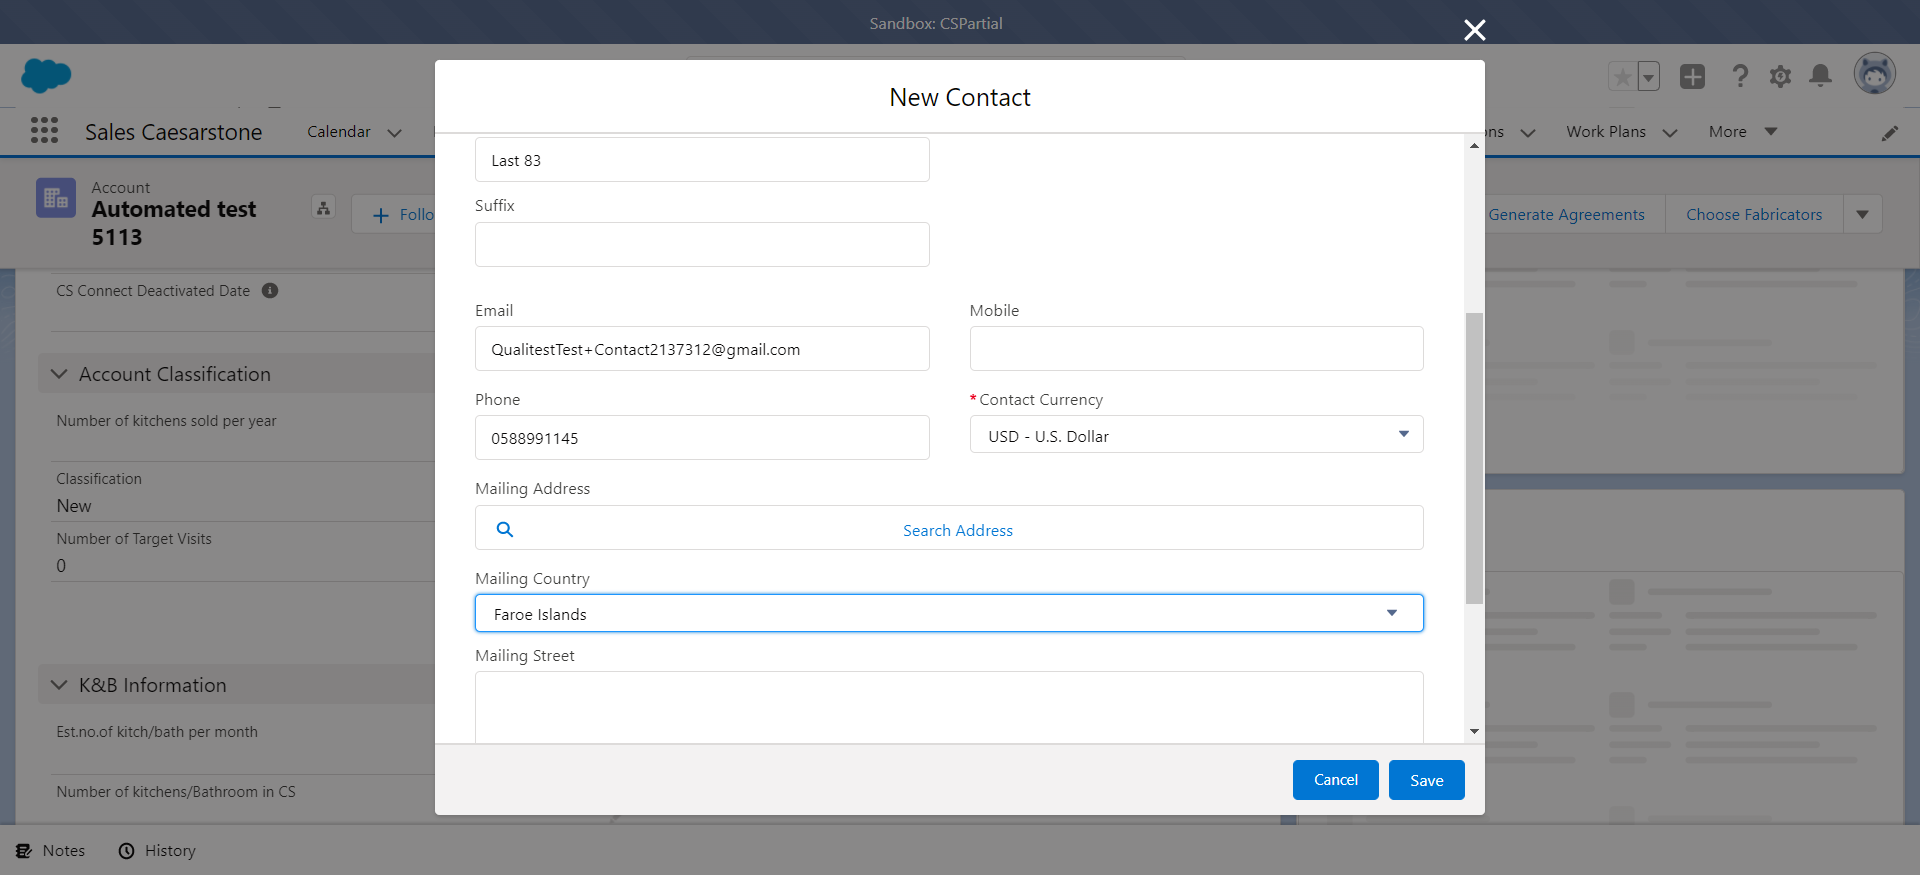 Sandbox: CSPartial
Sales Caesarstone
Calendar
ns
Work Plans
More
Account
Automated test
5113
Follo
Generate Agreements
Choose Fabricators
CS Connect Deactivated Date
Account Classification
Number of kitchens sold per year
Classification
New
Number of Target Visits
0
K&B Information
Est.no.of kitch/bath per month
Number of kitchens/Bathroom in CS
New Contact
Last 83
Suffix
Email
Mobile
QualitestTest+Contact2137312@gmail.com
Phone
*Contact Currency
0588991145
USD - U.S. Dollar
Mailing Address
Search Address
Mailing Country
Faroe Islands
Mailing Street
Cancel
Save
Notes
History